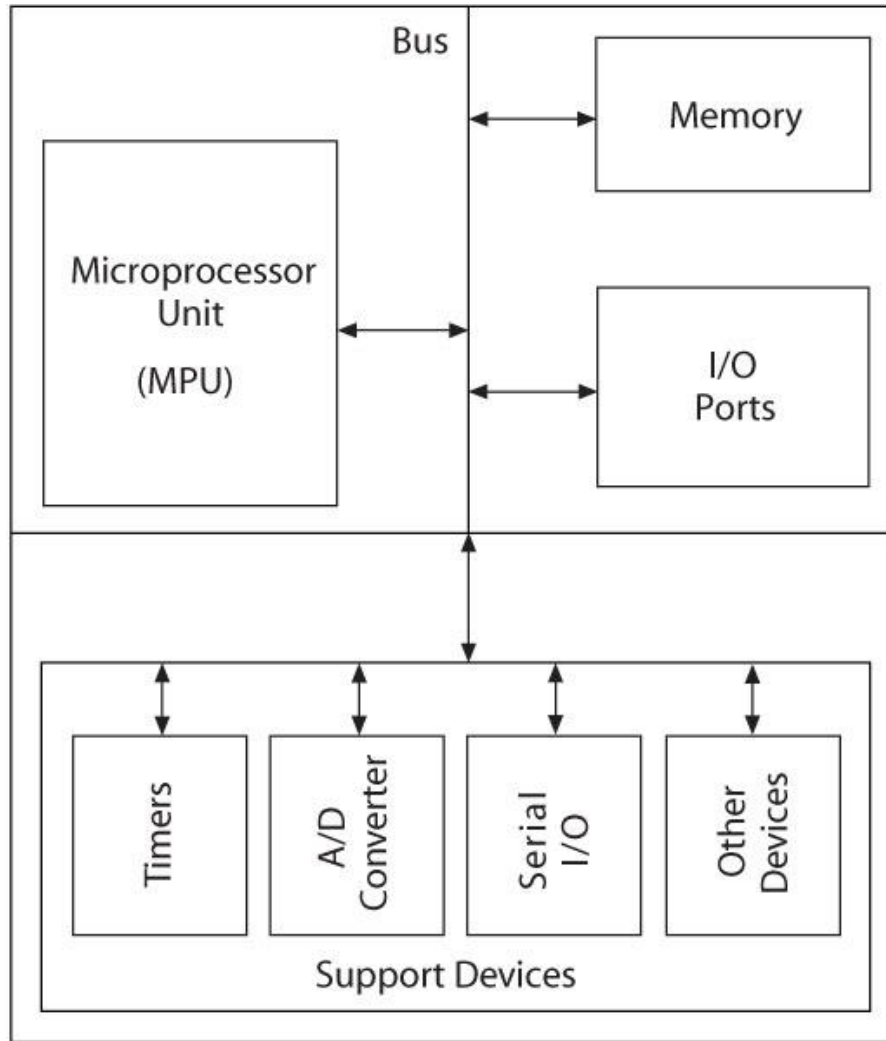 Bus
Memory
Microprocessor
Unit
(MPU)
I/O
Ports
Timers
A/D
Converter
Serial
I/O
Other
Devices
Support Devices